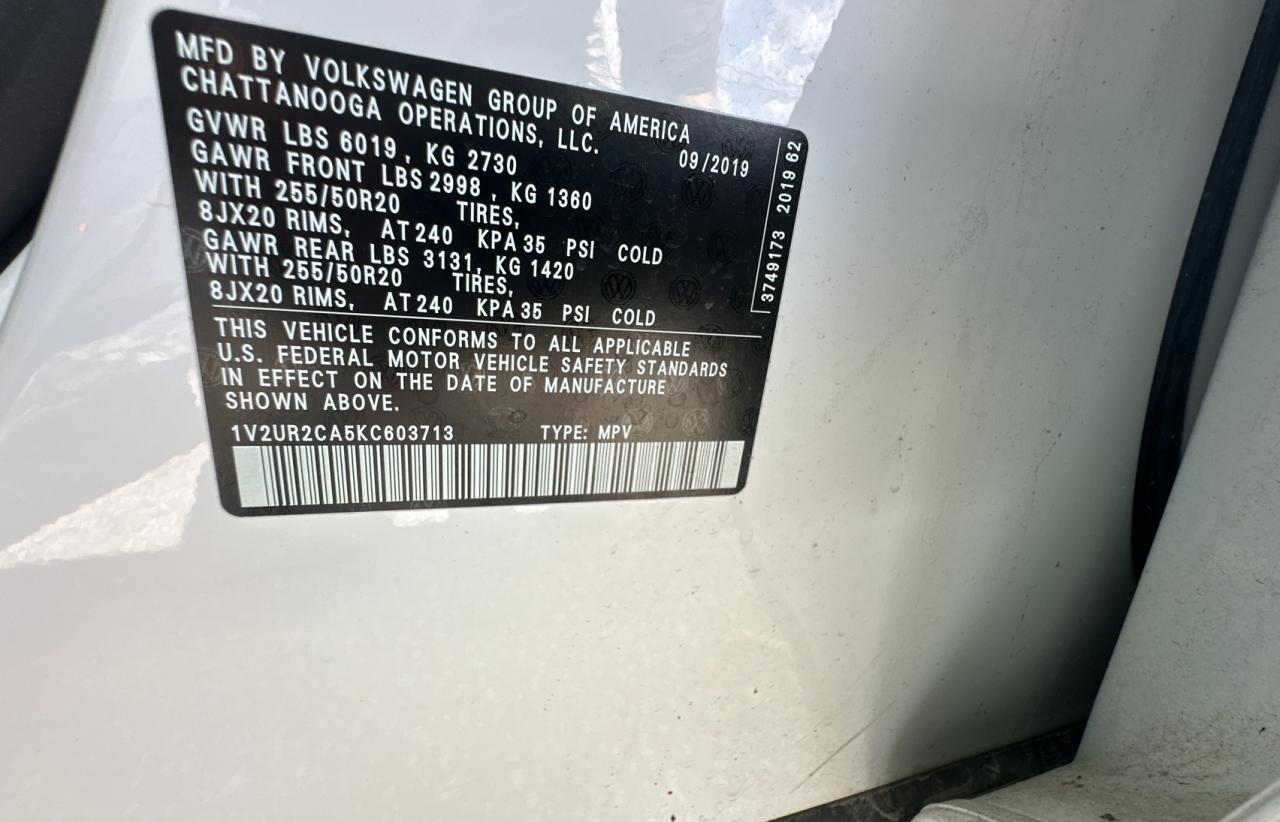 MFD BY VOLKSWAGEN GROUP OF AMERICA
CHATTANOOGA OPERATIONS, LLC.
09/2019
GVWR LBS 6019, KG 2730
GAWR FRONT LBS 2998, KG 1360
WITH 255/50R20 TIRES,
8JX20 RIMS, AT 240 KPA 35 PSI COLD
GAWR REAR LBS 3131, KG 1420
WITH 255/50R20 TIRES,
8JX20 RIMS, AT 240 KPA 35 PSI COLD
THIS VEHICLE CONFORMS TO ALL APPLICABLE
U.S. FEDERAL MOTOR VEHICLE SAFETY STANDARDS
IN EFFECT ON THE DATE OF MANUFACTURE
SHOWN ABOVE.
1V2UR2CA5KC603713 TYPE: MPV
3749173 2019 62